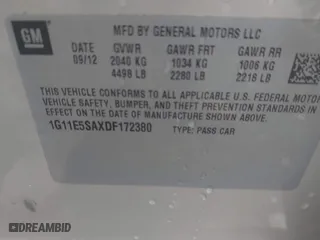 GM
MFD BY GENERAL MOTORS LLC
DATE GVWR GAWR FRT GAWR RR
09/12 2040 KG 1034 KG 1006 KG
4498 LB 2280 LB 2218 LB
THIS VEHICLE CONFORMS TO ALL APPLICABLE U.S. FEDERAL MOTOR
VEHICLE SAFETY, BUMPER, AND THEFT PREVENTION STANDARDS IN
EFFECT ON THE DATE OF MANUFACTURE SHOWN ABOVE.
1G11E5SAXDF172380 TYPE: PASS CAR
DREAMBID